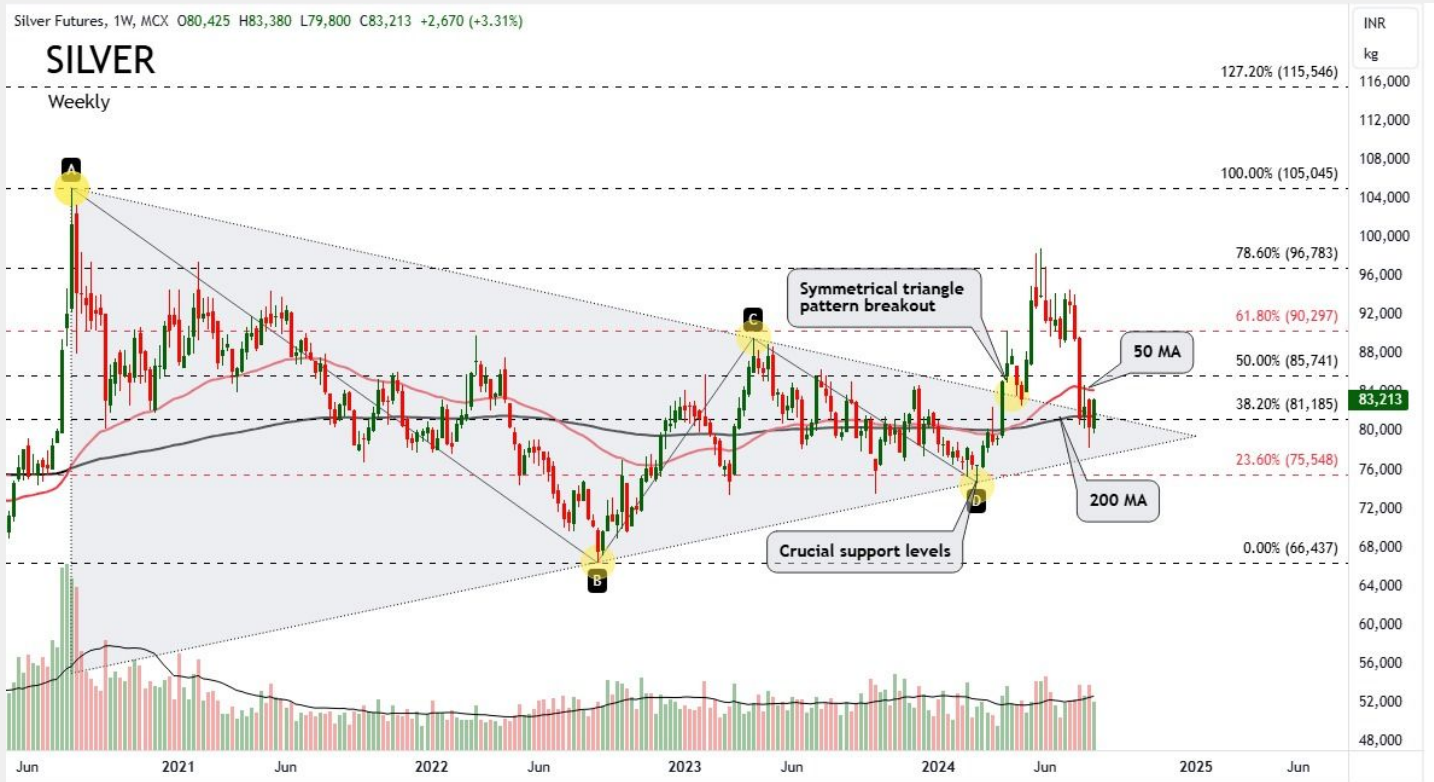 Silver Futures, 1W, MCX O80,425 H83,380 L79,800 C83,213 +2,670 (+3.31%)
INR
kg
SILVER
Weekly
127.20% (115,546)
116,000
112,000
108,000
A
100.00% (105,045)
104,000
100,000
78.60% (96,783)
96,000
Symmetrical triangle
pattern breakout
92,000
C
61.80% (90,297)
88,000
50 MA
50.00% (85,741)
84,000
83,213
38.20% (81,185)
80,000
76,000
23.60% (75,548)
D
200 MA
72,000
Crucial support levels
68,000
0.00% (66,437)
B
64,000
60,000
56,000
52,000
48,000
Jun 2021 Jun 2022 Jun 2023 Jun 2024 Jun 2025 Jun